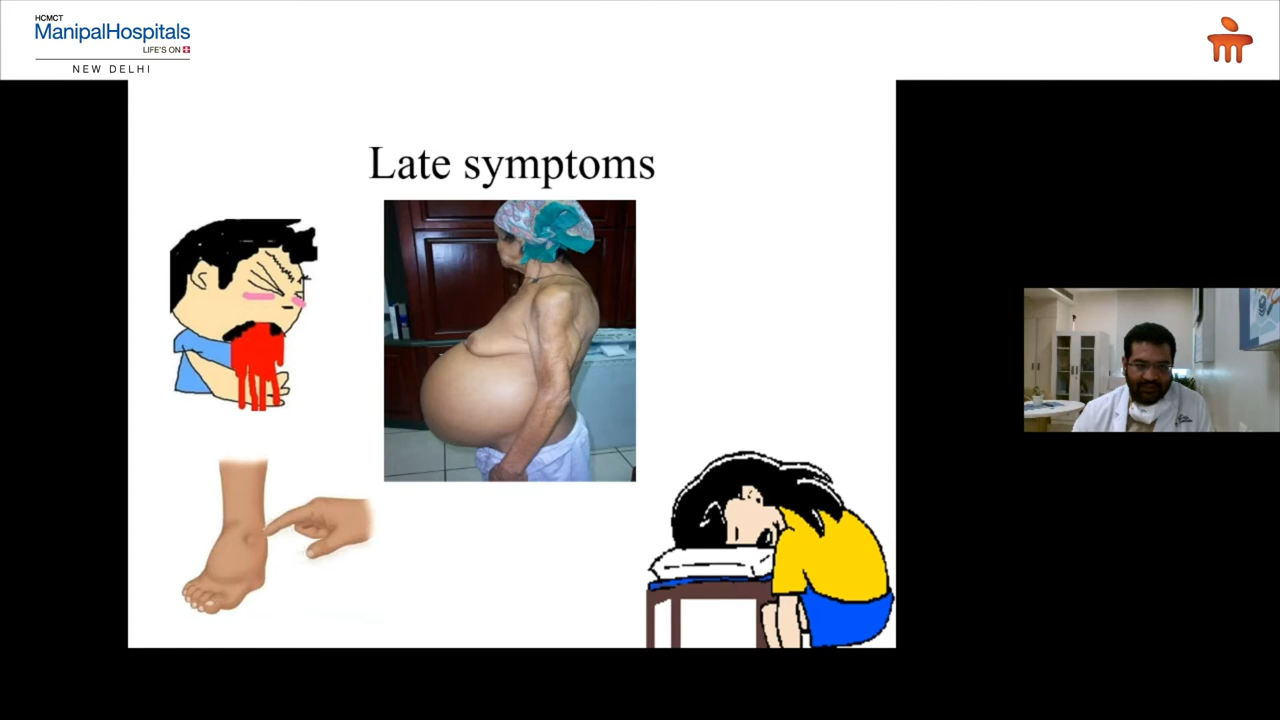 HCMCT
ManipalHospitals
LIFE'S ON
NEW DELHI
Late symptoms